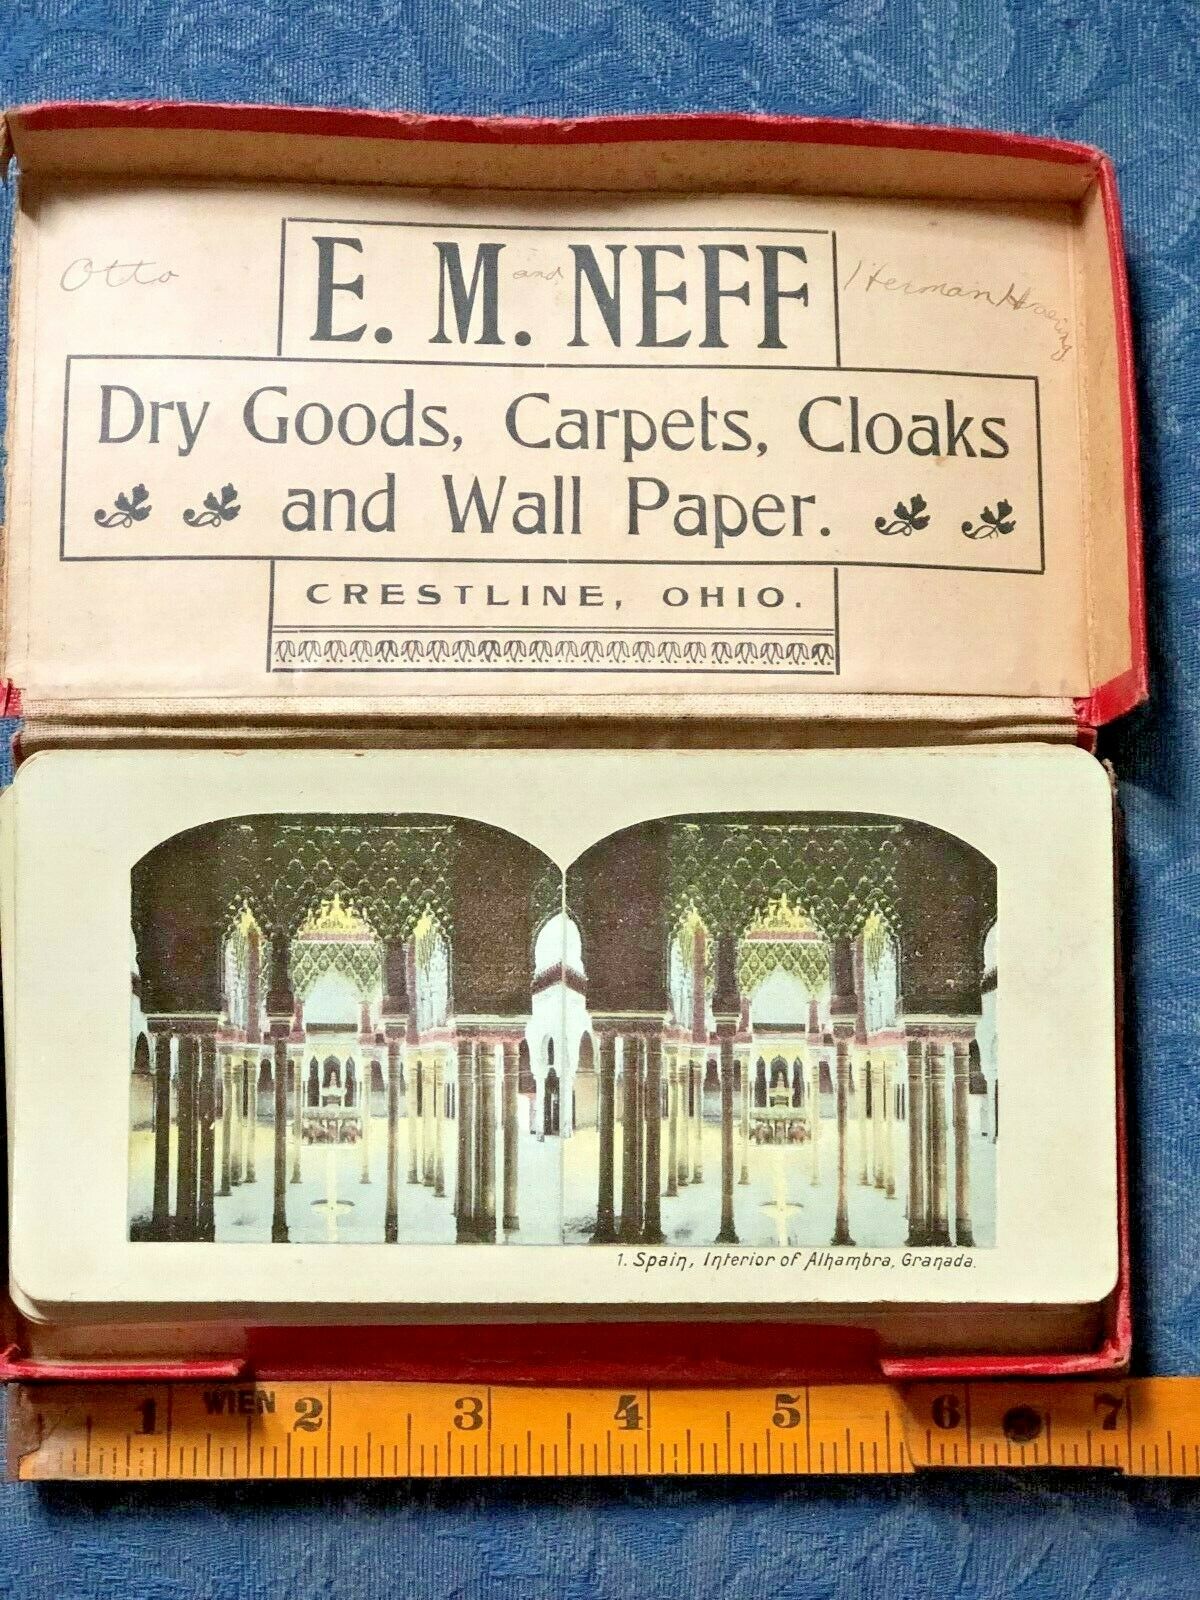 E. M. NEFF
Otto and Herman
Dry Goods, Carpets, Cloaks
and Wall Paper.
CRESTLINE, OHIO.
1. Spain, Interior of Alhambra, Granada.
1 WIEN 2 3 4 5 6 7